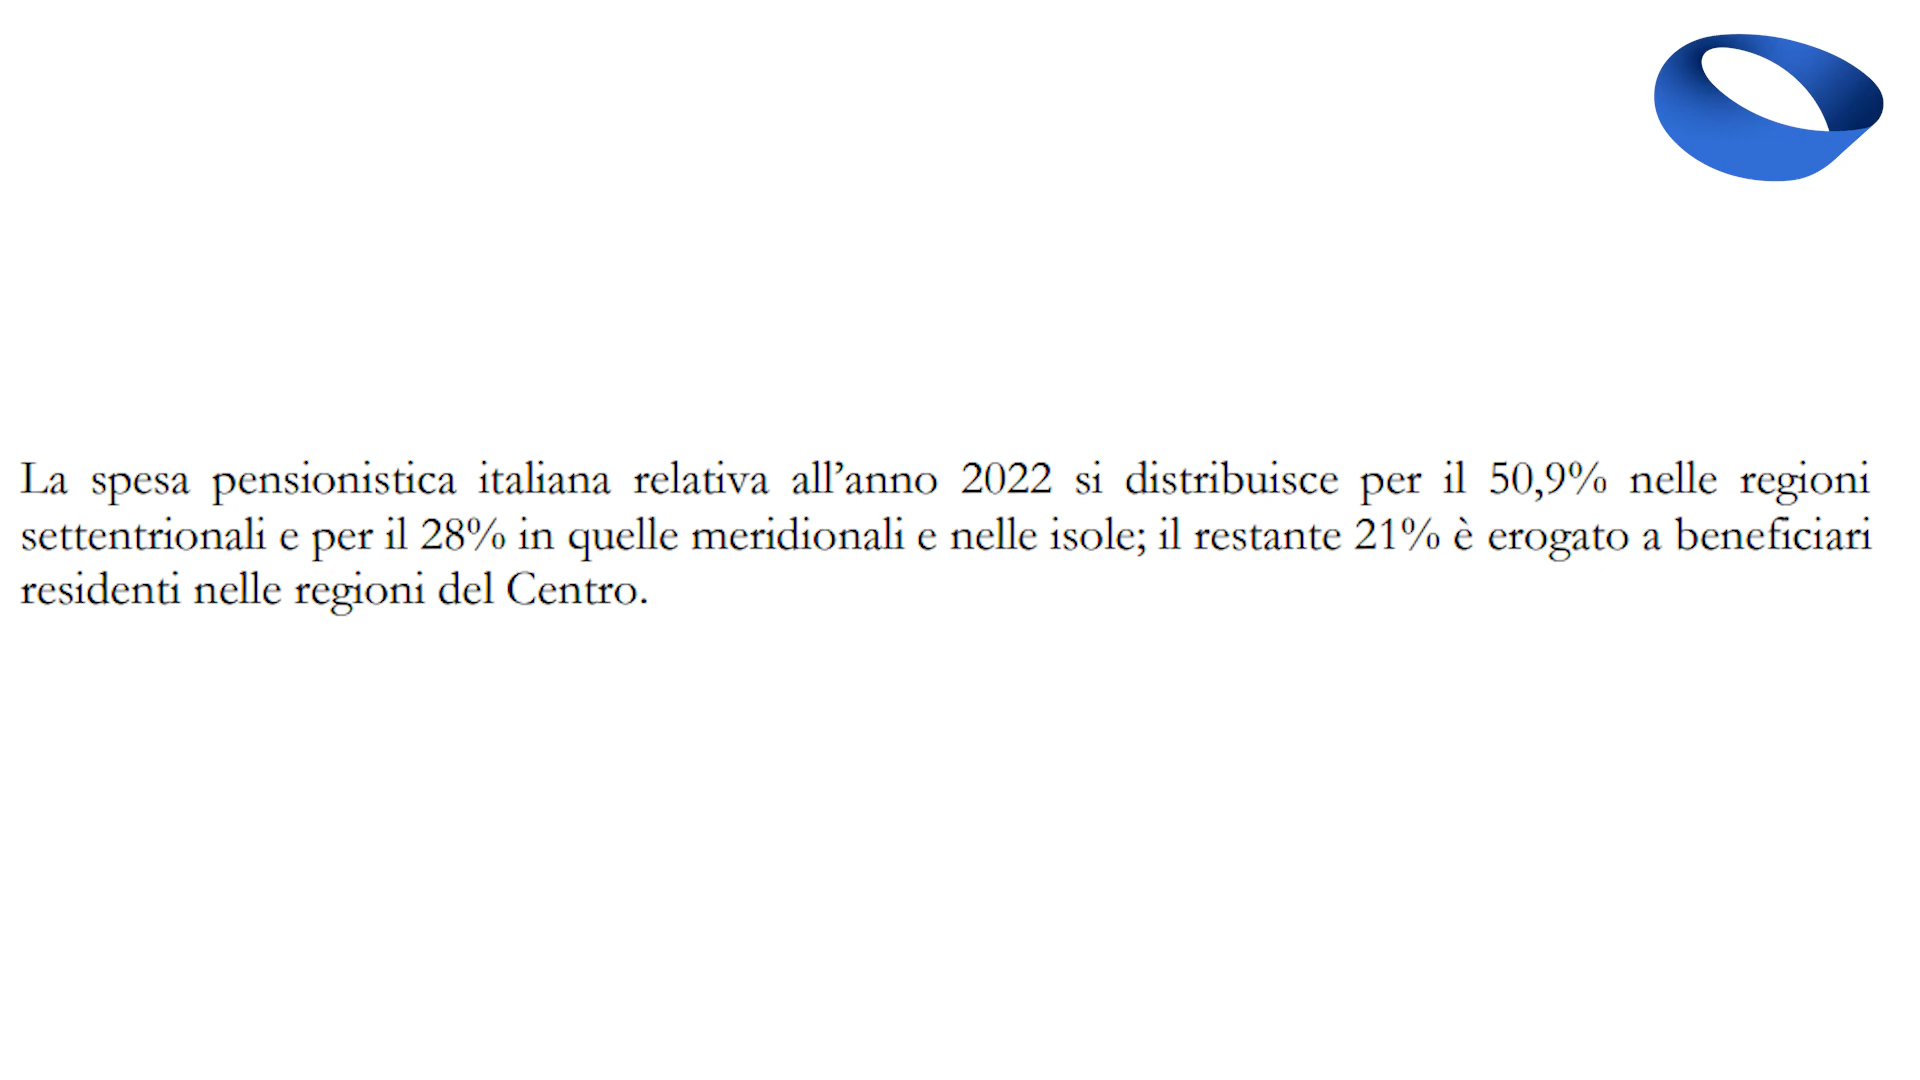 La spesa pensionistica italiana relativa all’anno 2022 si distribuisce per il 50,9% nelle regioni
settentrionali e per il 28% in quelle meridionali e nelle isole; il restante 21% è erogato a beneficiari
residenti nelle regioni del Centro.